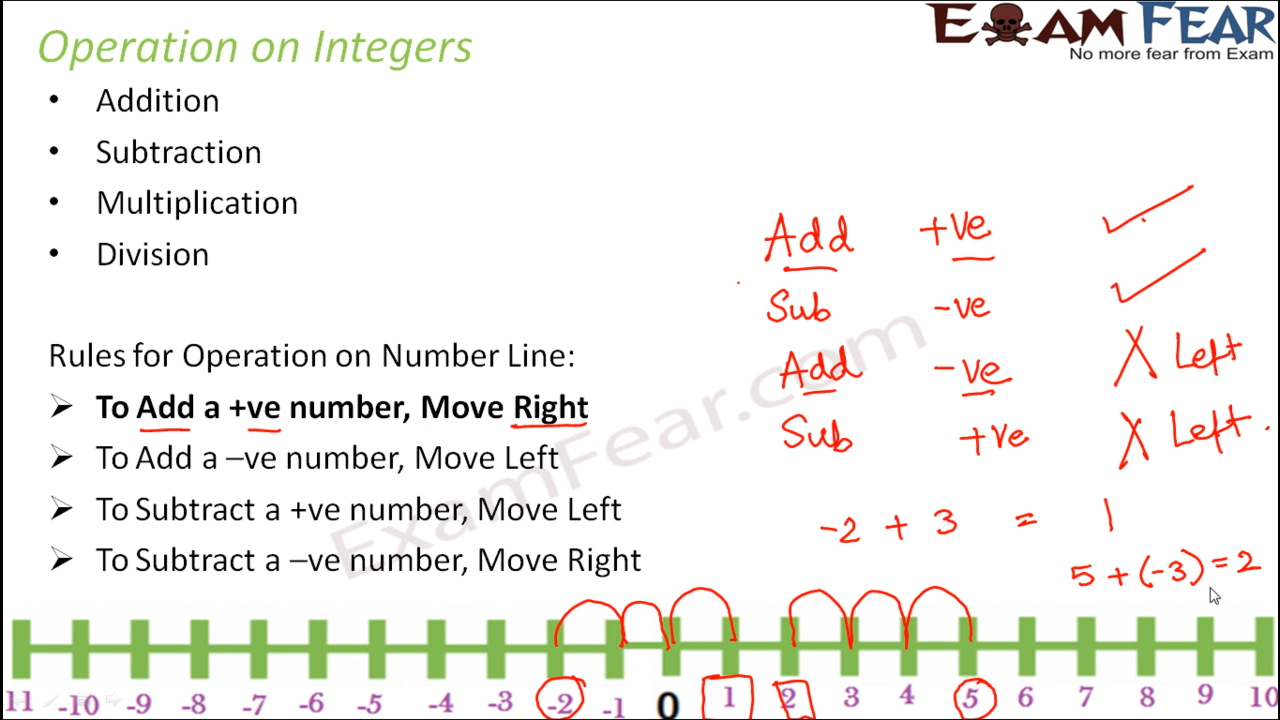 Operation on Integers
EXAM FEAR
No more fear from Exam
• Addition
• Subtraction
• Multiplication
• Division
Add +ve ✓
Sub -ve ✓
Add -ve X Left
Sub +ve X Left.
Rules for Operation on Number Line:
➢ To Add a +ve number, Move Right
➢ To Add a –ve number, Move Left
➢ To Subtract a +ve number, Move Left
➢ To Subtract a –ve number, Move Right
-2 + 3 = 1
5 + (-3) = 2
ExamFear.com
11 -10 -9 -8 -7 -6 -5 -4 -3 -2 -1 0 1 2 3 4 5 6 7 8 9 10